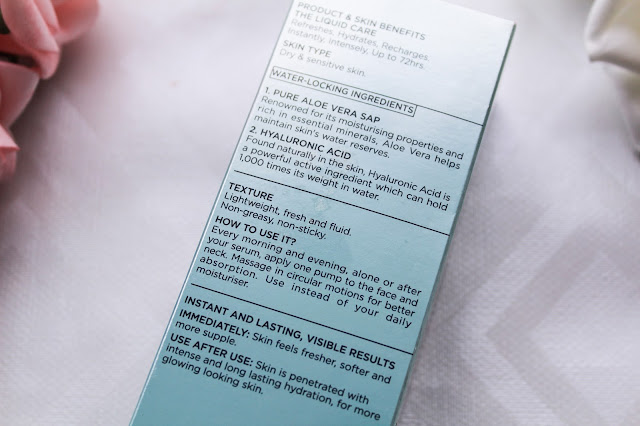 PRODUCT & SKIN BENEFITS
THE LIQUID CARE
Refreshes, Hydrates, Recharges.
Instantly, Intensely, Up to 72hrs.
SKIN TYPE
Dry & sensitive skin.
WATER-LOCKING INGREDIENTS
1. PURE ALOE VERA SAP
Renowned for its moisturising properties and
rich in essential minerals, Aloe Vera helps
maintain skin's water reserves.
2. HYALURONIC ACID
Found naturally in the skin, Hyaluronic Acid is
a powerful active ingredient which can hold
1,000 times its weight in water.
TEXTURE
Lightweight, fresh and fluid.
Non-greasy, non-sticky.
HOW TO USE IT?
Every morning and evening, alone or after
your serum, apply one pump to the face and
neck. Massage in circular motions for better
absorption. Use instead of your daily
moisturiser.
INSTANT AND LASTING, VISIBLE RESULTS
IMMEDIATELY: Skin feels fresher, softer and
more supple.
USE AFTER USE: Skin is penetrated with
intense and long lasting hydration, for more
glowing looking skin.